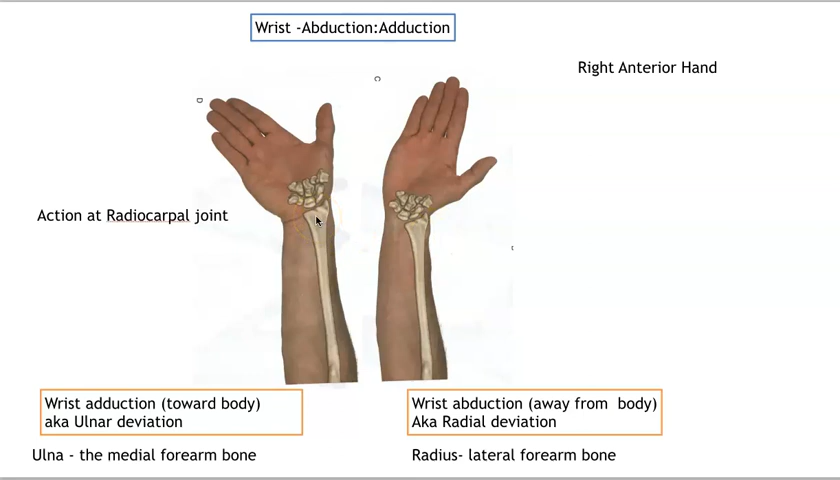 Wrist -Abduction:Adduction
Right Anterior Hand
D
C
Action at Radiocarpal joint
c
Wrist adduction (toward body)
aka Ulnar deviation
Wrist abduction (away from  body)
Aka Radial deviation
Ulna - the medial forearm bone
Radius- lateral forearm bone